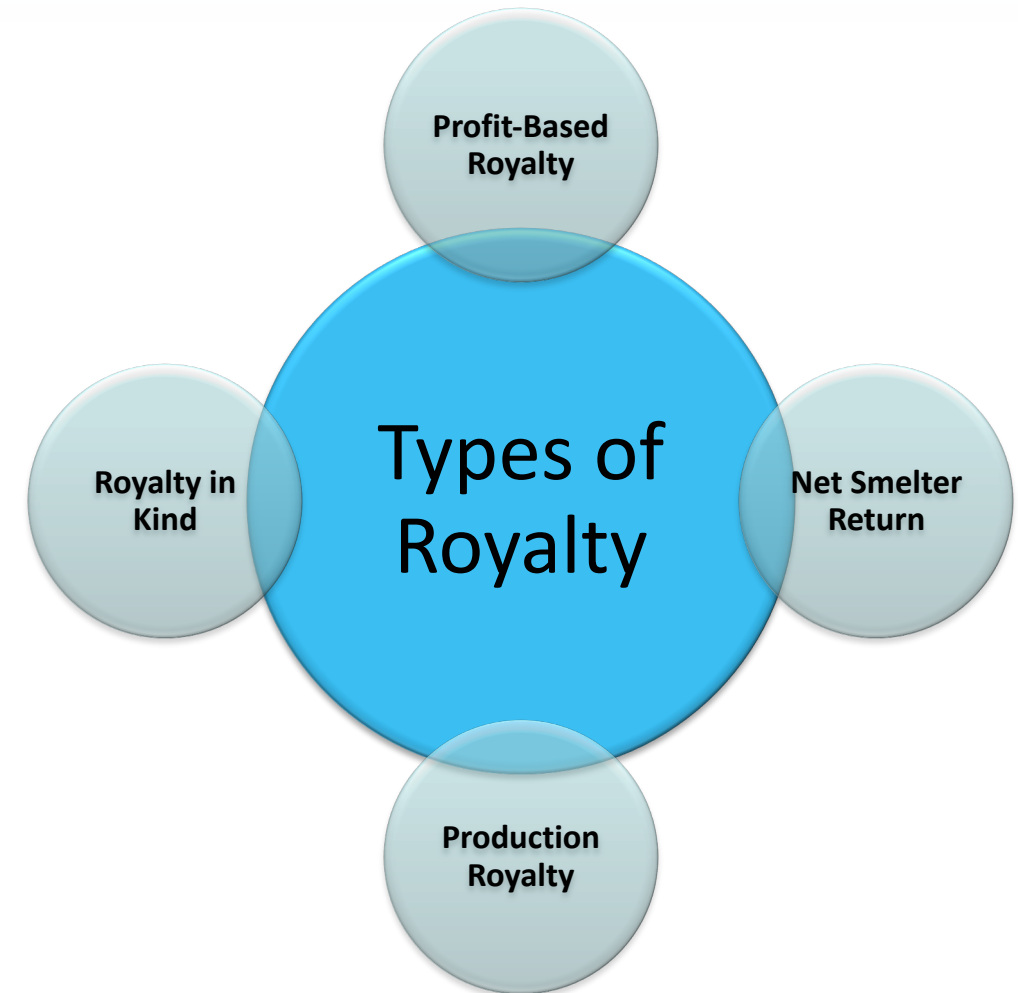 Profit-Based
Royalty
Types of
Royalty
Royalty in
Kind
Net Smelter
Return
Production
Royalty